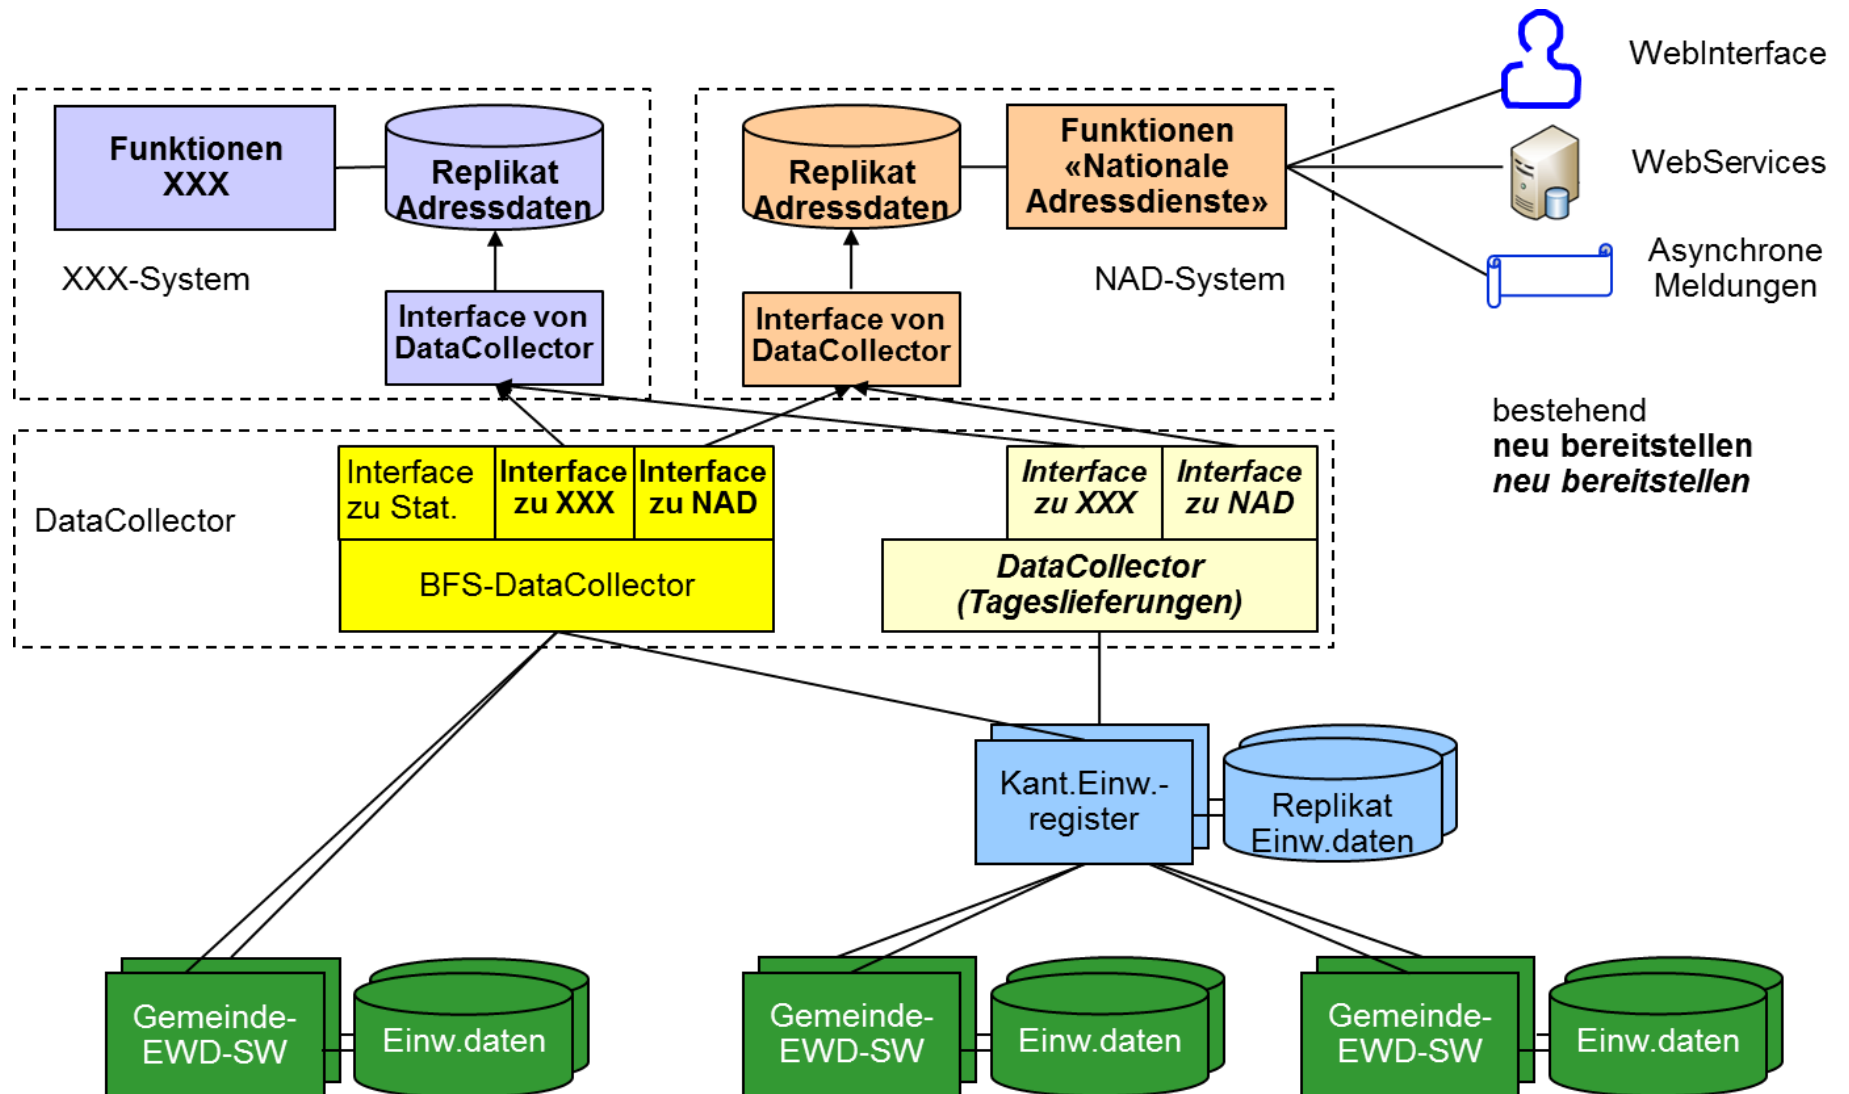 WebInterface
Funktionen
XXX
Replikat
Adressdaten
XXX-System
Interface von
DataCollector
Replikat
Adressdaten
Funktionen
«Nationale
Adressdienste»
NAD-System
Interface von
DataCollector
WebServices
Asynchrone
Meldungen
bestehend
neu bereitstellen
neu bereitstellen
DataCollector
Interface
zu Stat.
Interface
zu XXX
Interface
zu NAD
BFS-DataCollector
Interface
zu XXX
Interface
zu NAD
DataCollector
(Tageslieferungen)
Kant.Einw.-
register
Replikat
Einw.daten
Gemeinde-
EWD-SW
Einw.daten
Gemeinde-
EWD-SW
Einw.daten
Gemeinde-
EWD-SW
Einw.daten